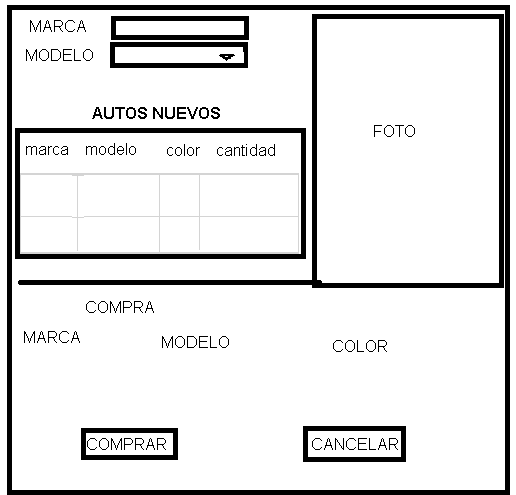 MARCA
MODELO
AUTOS NUEVOS
marca modelo color cantidad
FOTO
COMPRA
MARCA MODELO COLOR
COMPRAR CANCELAR